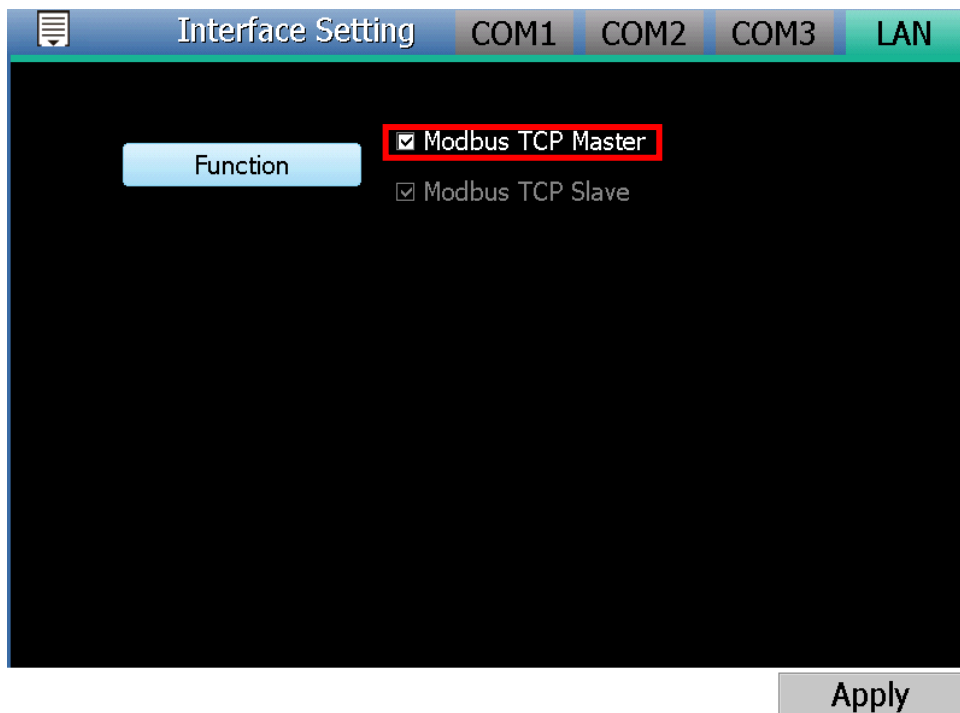 Interface Setting COM1 COM2 COM3 LAN
Function
Modbus TCP Master
Modbus TCP Slave
Apply